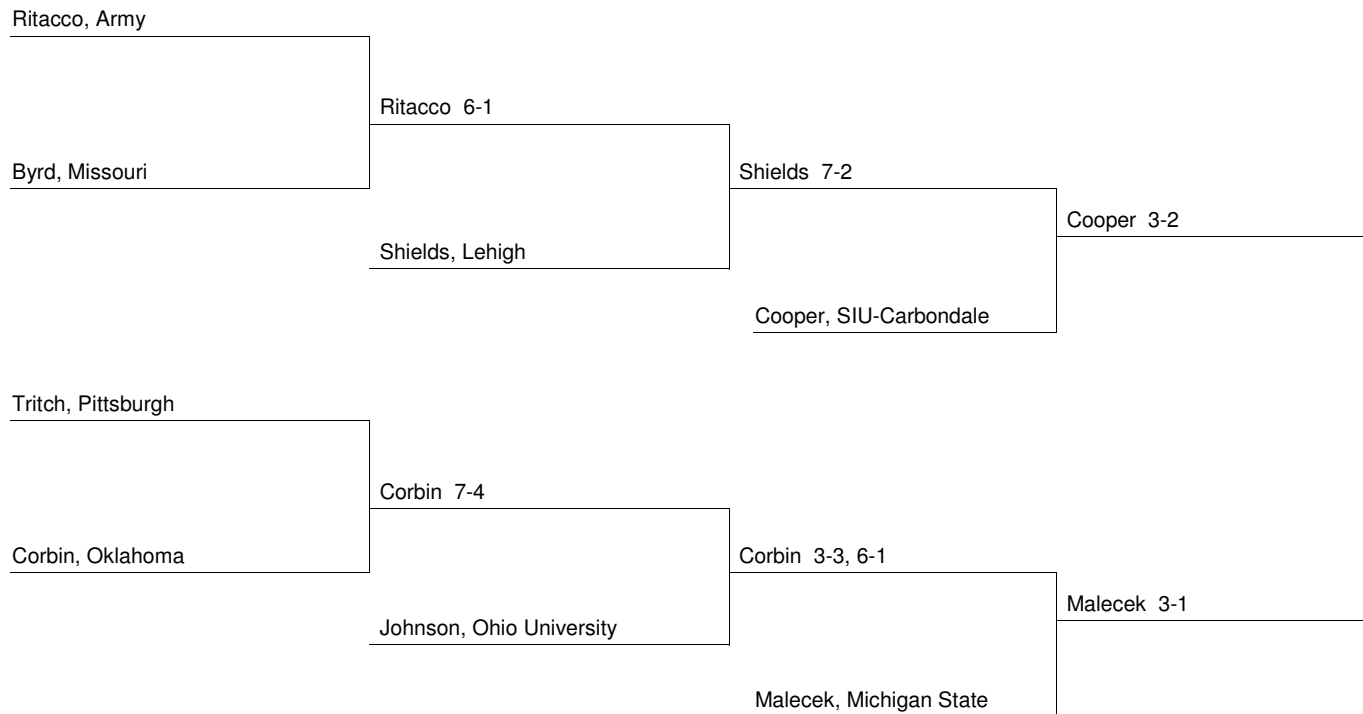 Ritacco, Army
Ritacco 6-1
Byrd, Missouri
Shields 7-2
Cooper 3-2
Shields, Lehigh
Cooper, SIU-Carbondale
Tritch, Pittsburgh
Corbin 7-4
Corbin, Oklahoma
Corbin 3-3, 6-1
Malecek 3-1
Johnson, Ohio University
Malecek, Michigan State